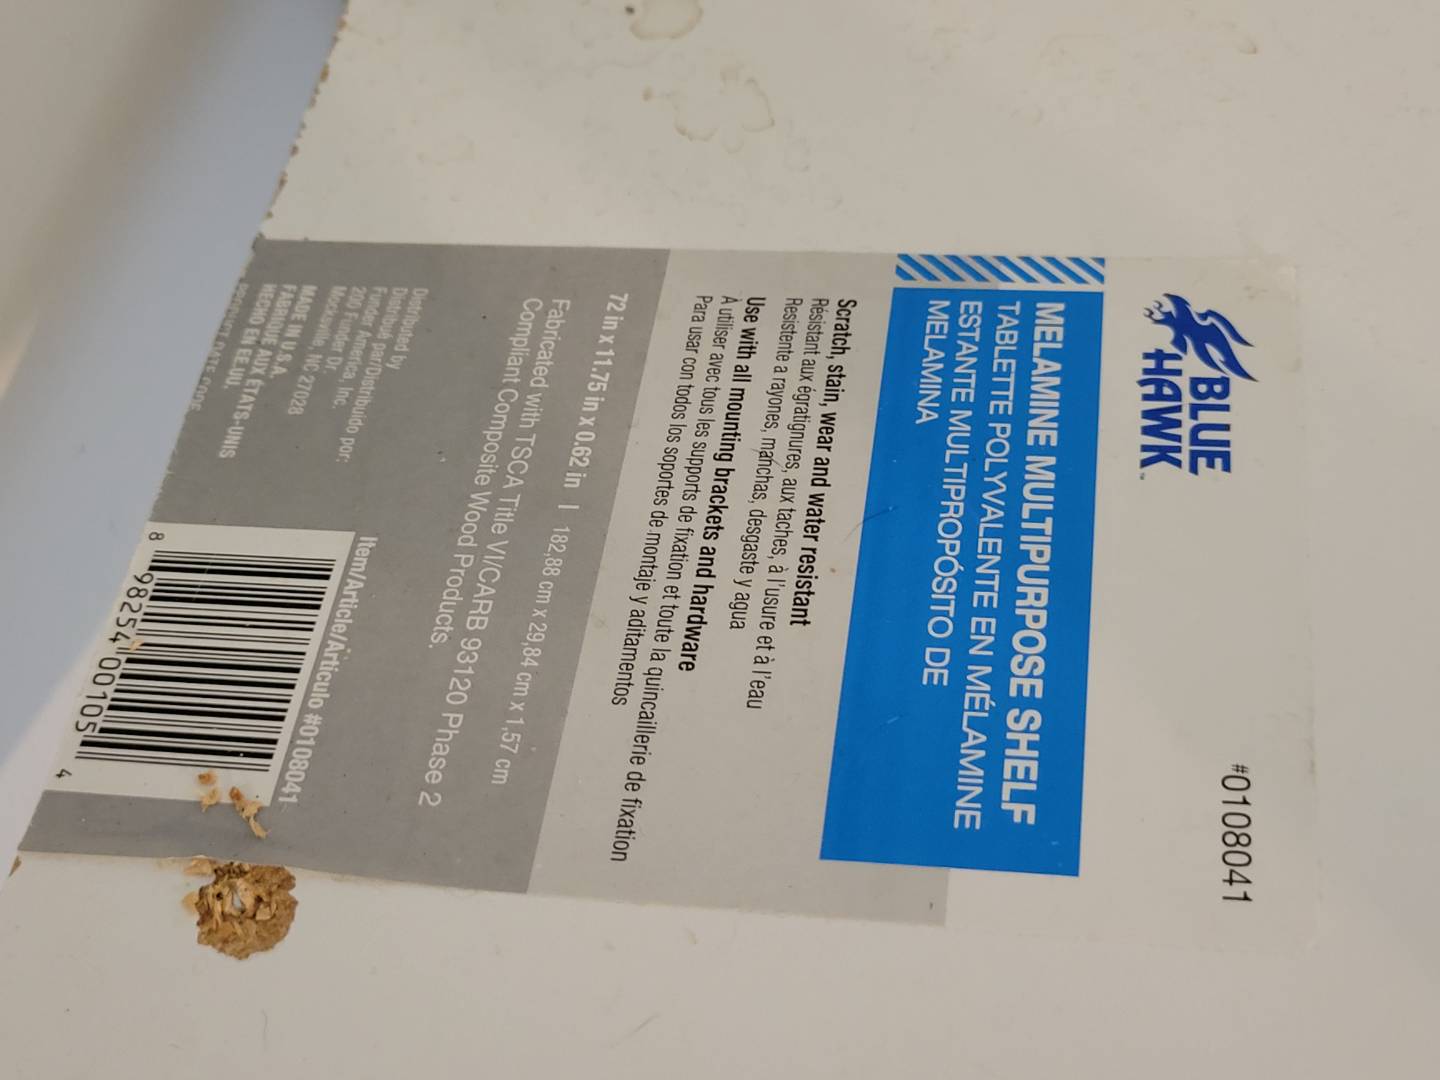 BLUE
HAWK™
#0108041
MELAMINE MULTIPURPOSE SHELF
TABLETTE POLYVALENTE EN MÉLAMINE
ESTANTE MULTIPROPÓSITO DE
MELAMINA
Scratch, stain, wear and water resistant
Résistant aux égratignures, aux taches, à l'usure et à l'eau
Resistente a rayones, manchas, desgaste y agua
Use with all mounting brackets and hardware
À utiliser avec tous les supports de fixation et toute la quincaillerie de fixation
Para usar con todos los soportes de montaje y aditamentos
72 in x 11.75 in x 0.62 in | 182,88 cm x 29,84 cm x 1,57 cm
Fabricated with TSCA Title VI/CARB 93120 Phase 2
Compliant Composite Wood Products.
Distributed by
Distribué par/Distribuido por:
Funder America, Inc.
200 Funder Dr.
Mocksville, NC 27028
MADE IN U.S.A.
FABRIQUÉ AUX ÉTATS-UNIS
HECHO EN EE.UU.
Item/Article/Artículo #0108041
8 98254 00105 4